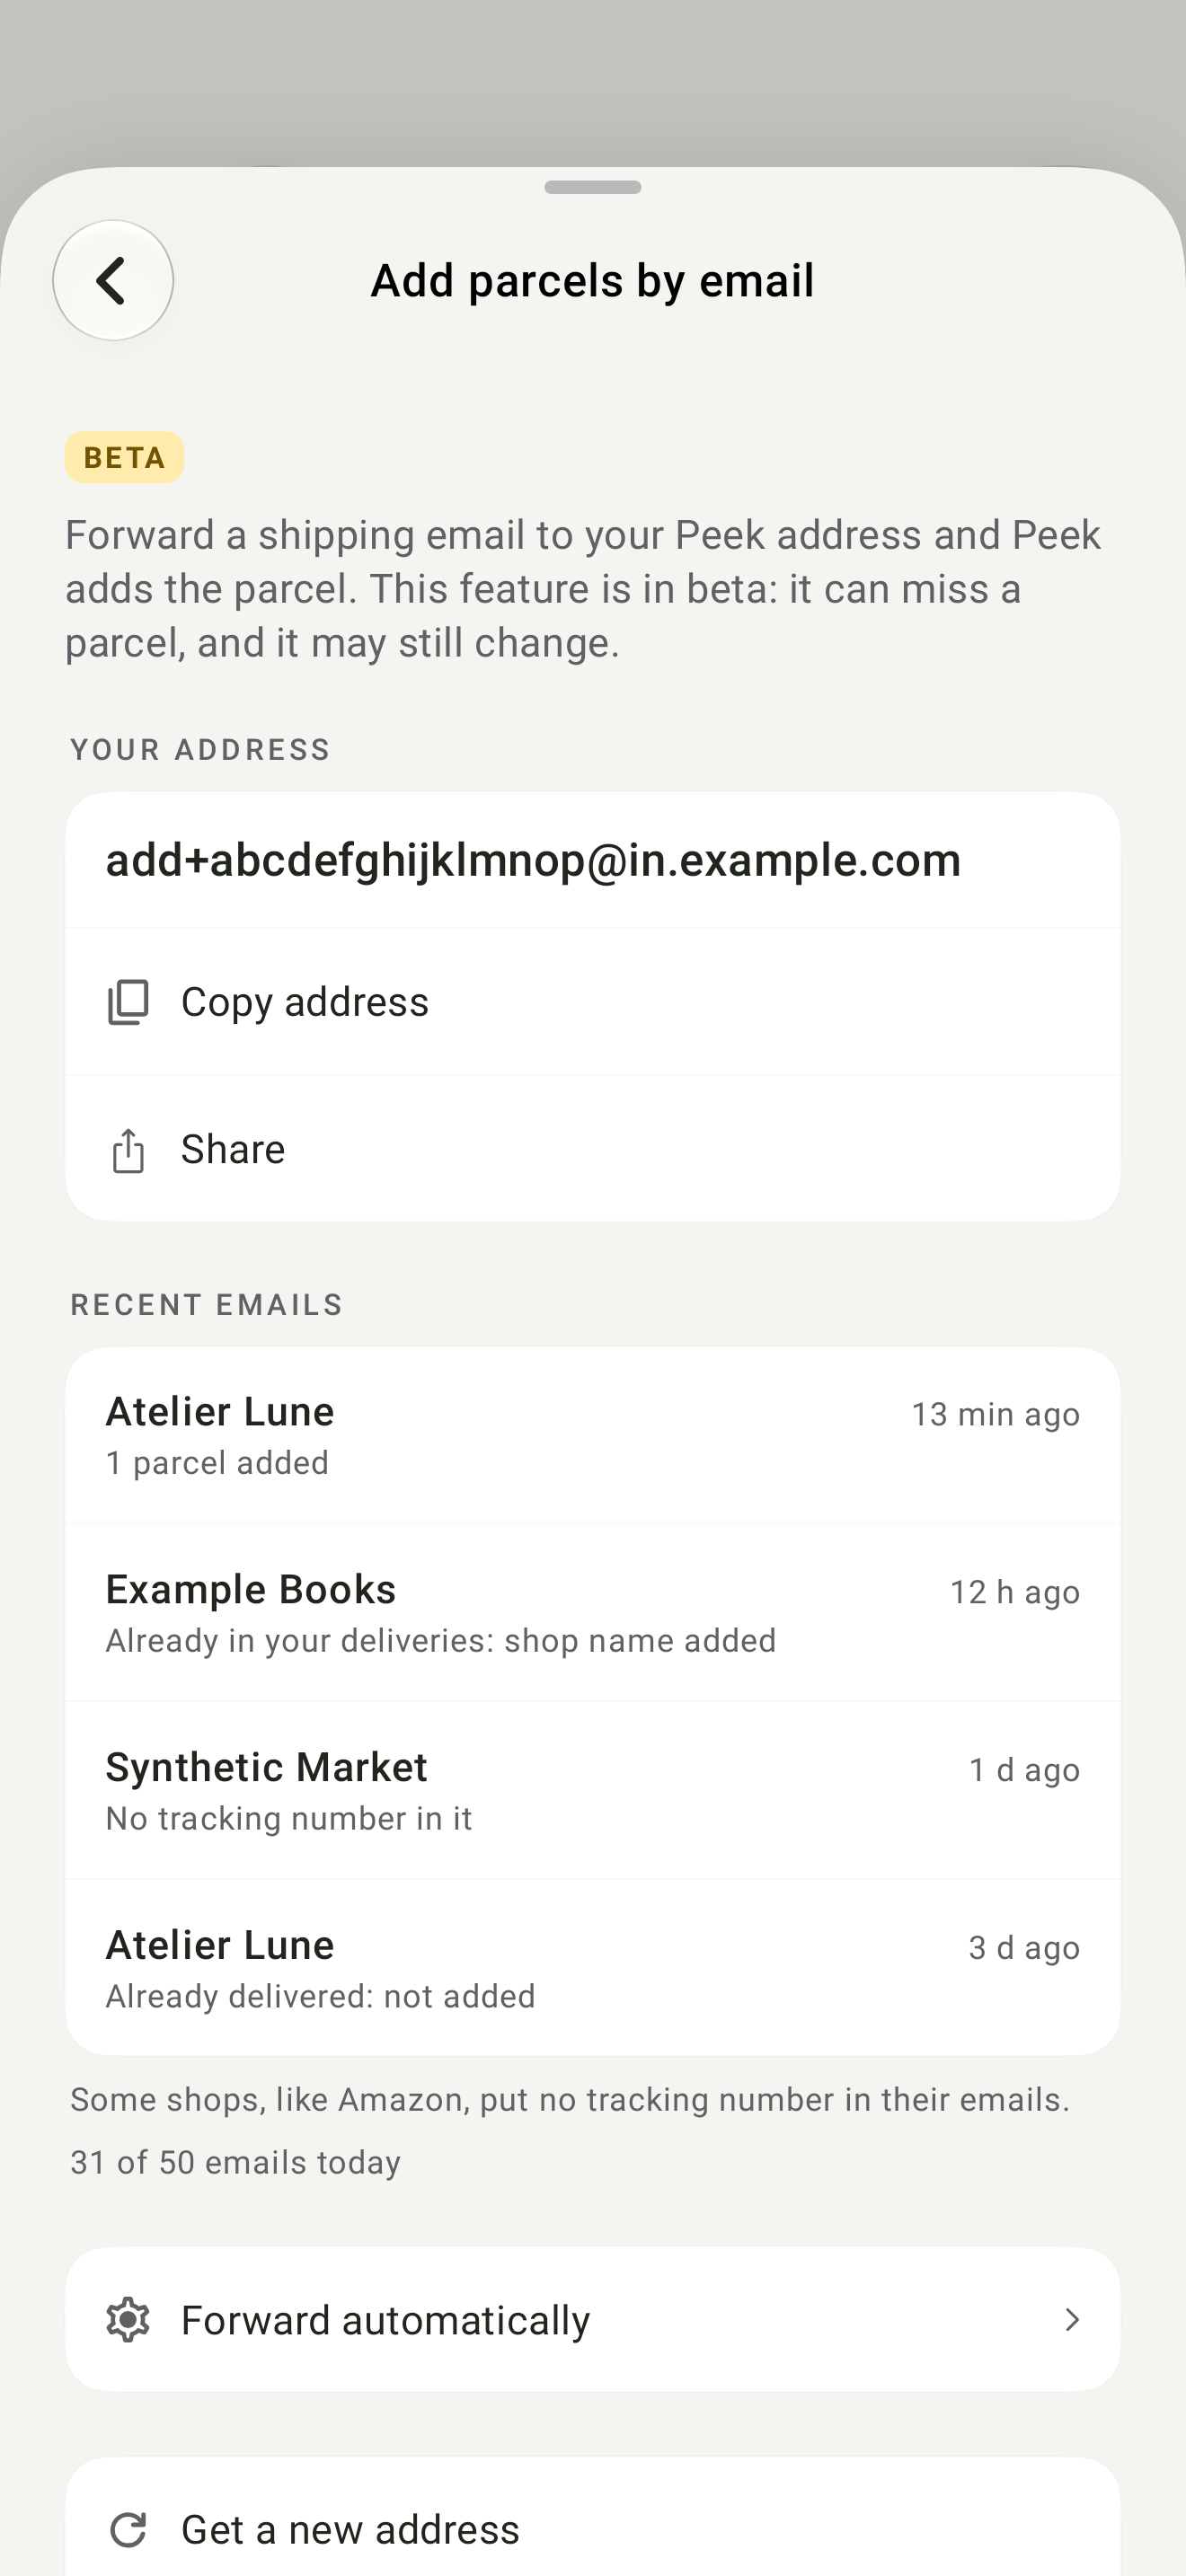 Add parcels by email
BETA
Forward a shipping email to your Peek address and Peek
adds the parcel. This feature is in beta: it can miss a
parcel, and it may still change.
YOUR ADDRESS
add+abcdefghijklmnop@in.example.com
Copy address
Share
RECENT EMAILS
Atelier Lune 13 min ago
1 parcel added
Example Books 12 h ago
Already in your deliveries: shop name added
Synthetic Market 1 d ago
No tracking number in it
Atelier Lune 3 d ago
Already delivered: not added
Some shops, like Amazon, put no tracking number in their emails.
31 of 50 emails today
Forward automatically
Get a new address